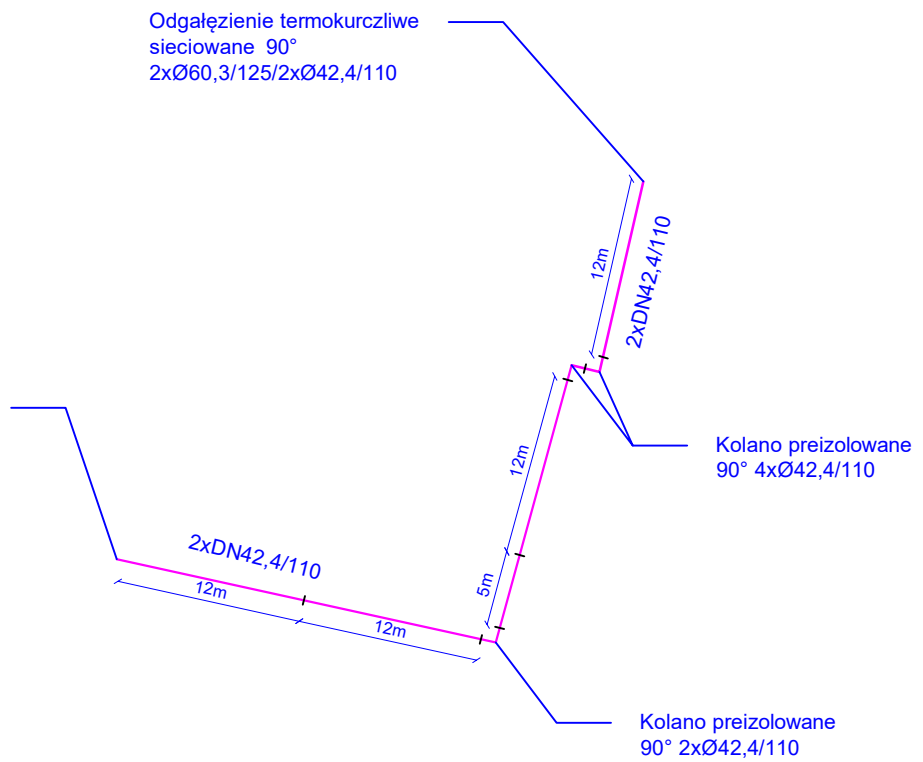 Odgałęzienie termokurczliwe
sieciowane 90°
2xØ60,3/125/2xØ42,4/110
12m
2xDN42,4/110
Kolano preizolowane
90° 4xØ42,4/110
12m
5m
2xDN42,4/110
12m
12m
Kolano preizolowane
90° 2xØ42,4/110